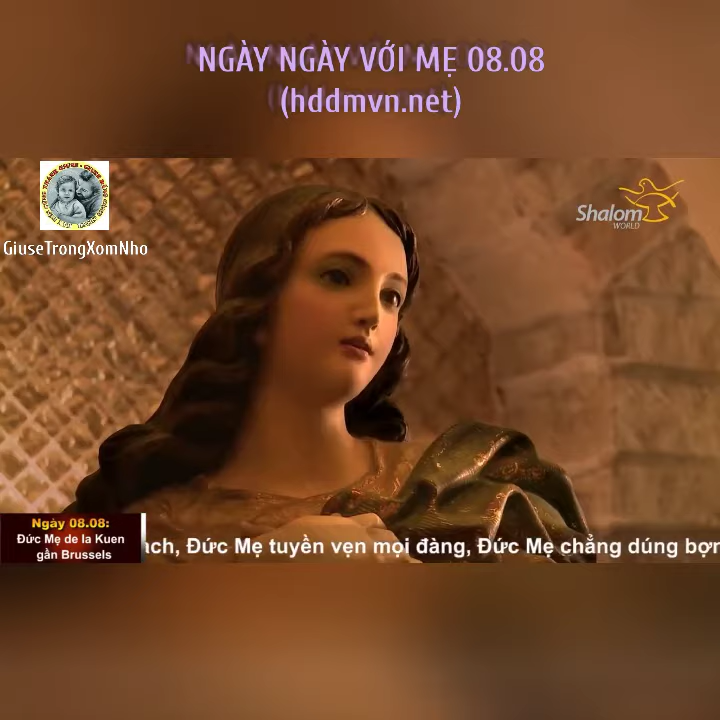 NGÀY NGÀY VỚI MẸ 08.08
(hddmvn.net)
GiuseTrongXomNho
Shalom
WORLD
Ngày 08.08:
Đức Mẹ de la Kuen
gần Brussels
ạch, Đức Mẹ tuyền vẹn mọi đàng, Đức Mẹ chẳng dúng bợn